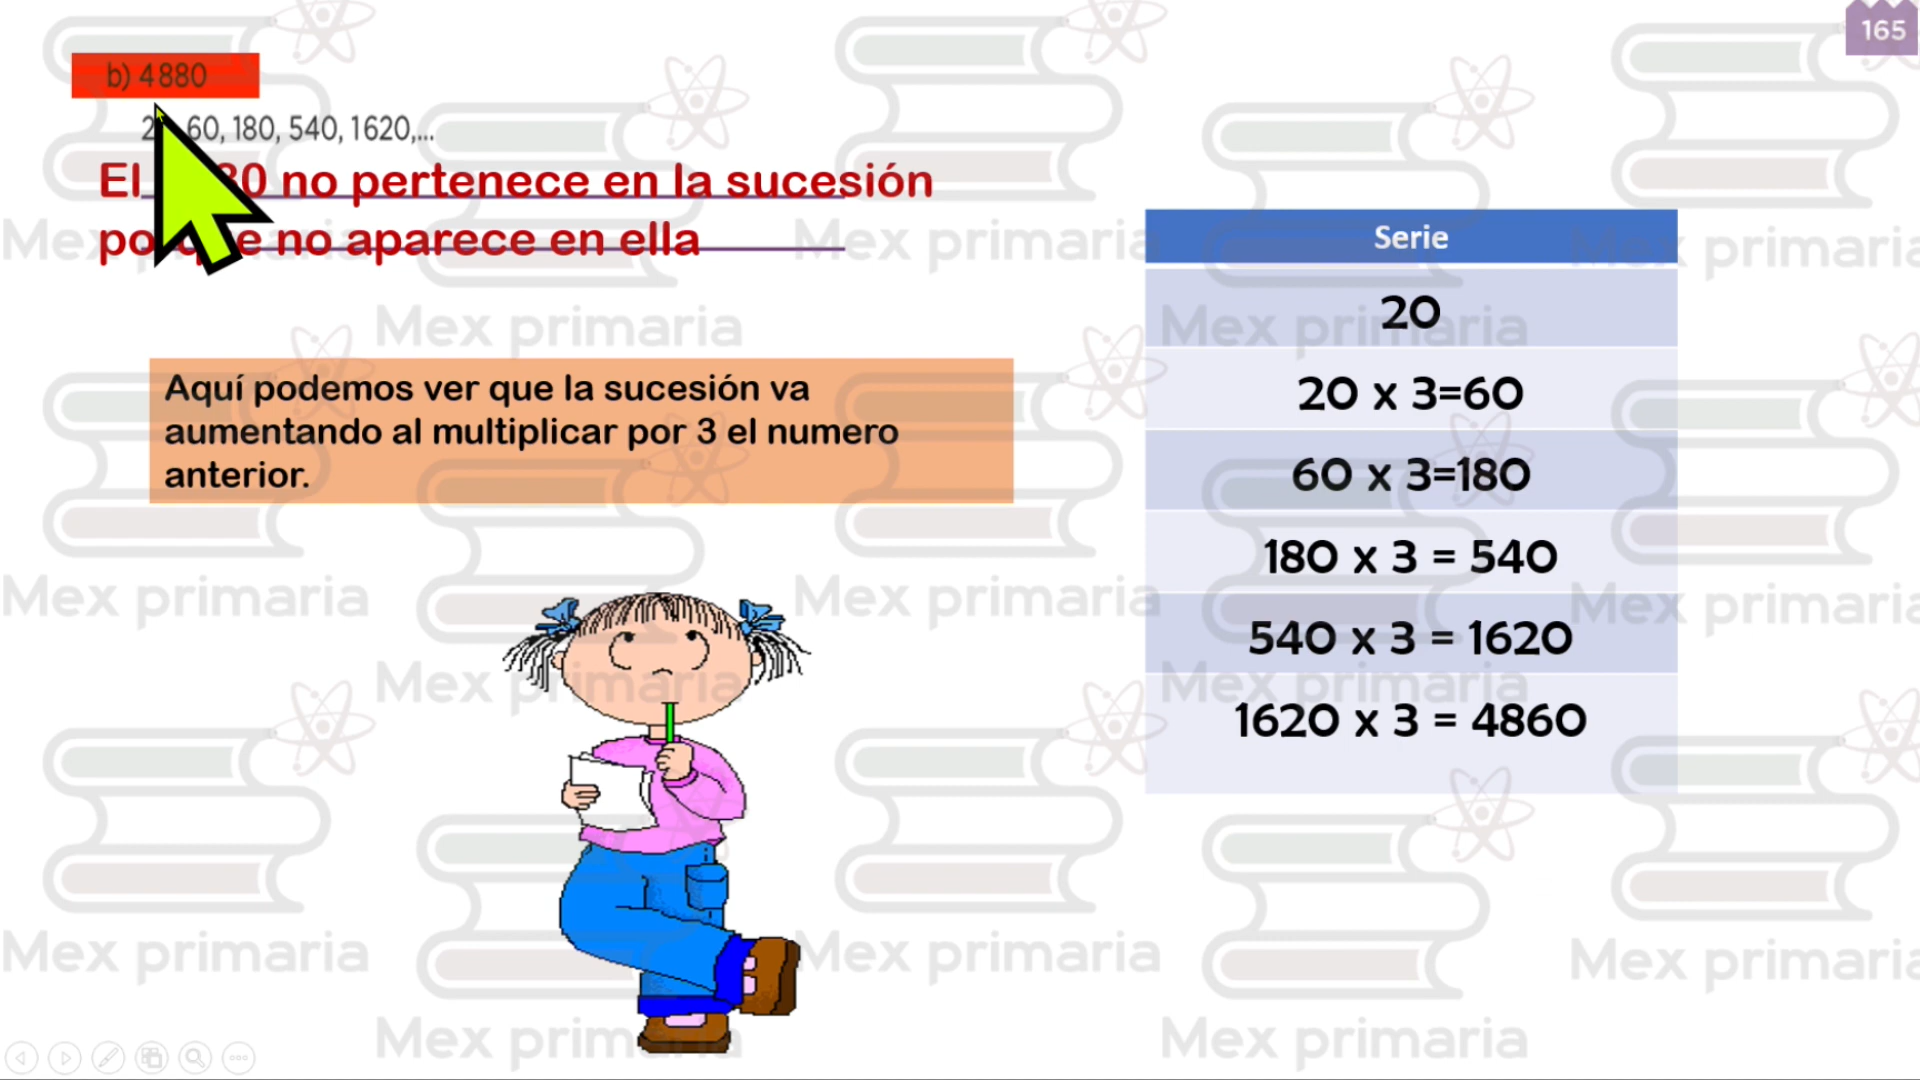 165
b) 4880
60, 180, 540, 1620,...
El no pertenece en la sucesión
no aparece en ella
Aquí podemos ver que la sucesión va
aumentando al multiplicar por 3 el numero
anterior.
Serie
20
20 x 3=60
60 x 3=180
180 x 3 = 540
540 x 3 = 1620
1620 x 3 = 4860
Mex primaria